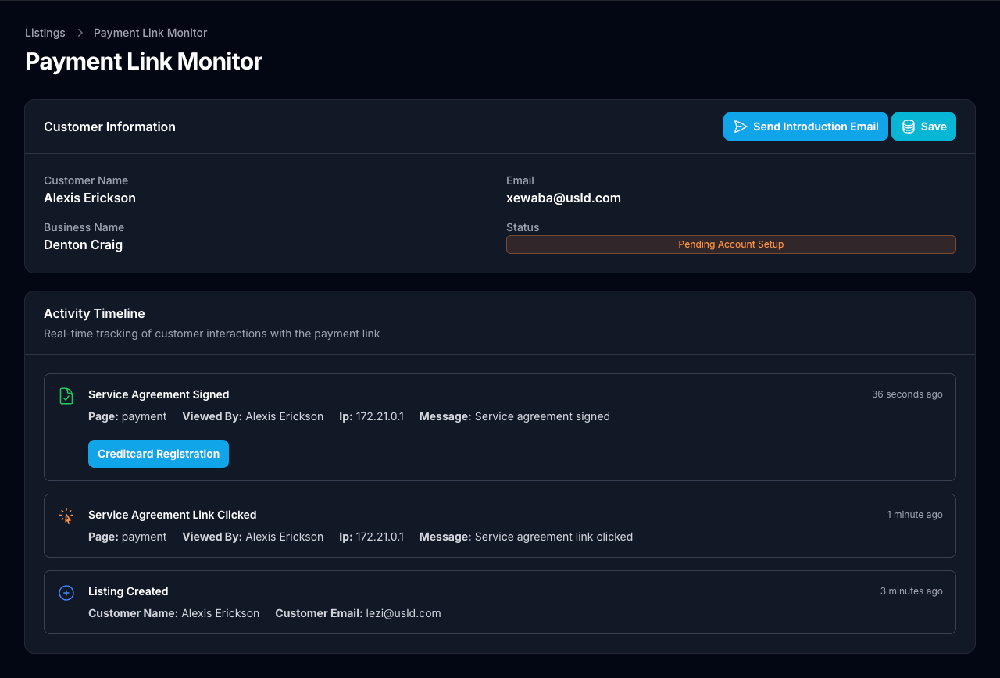 Listings > Payment Link Monitor
Payment Link Monitor
Customer Information
Send Introduction Email
Save
Customer Name
Alexis Erickson
Email
xewaba@usld.com
Business Name
Denton Craig
Status
Pending Account Setup
Activity Timeline
Real-time tracking of customer interactions with the payment link
Service Agreement Signed
36 seconds ago
Page: payment Viewed By: Alexis Erickson Ip: 172.21.0.1 Message: Service agreement signed
Creditcard Registration
Service Agreement Link Clicked
1 minute ago
Page: payment Viewed By: Alexis Erickson Ip: 172.21.0.1 Message: Service agreement link clicked
Listing Created
3 minutes ago
Customer Name: Alexis Erickson Customer Email: lezi@usld.com